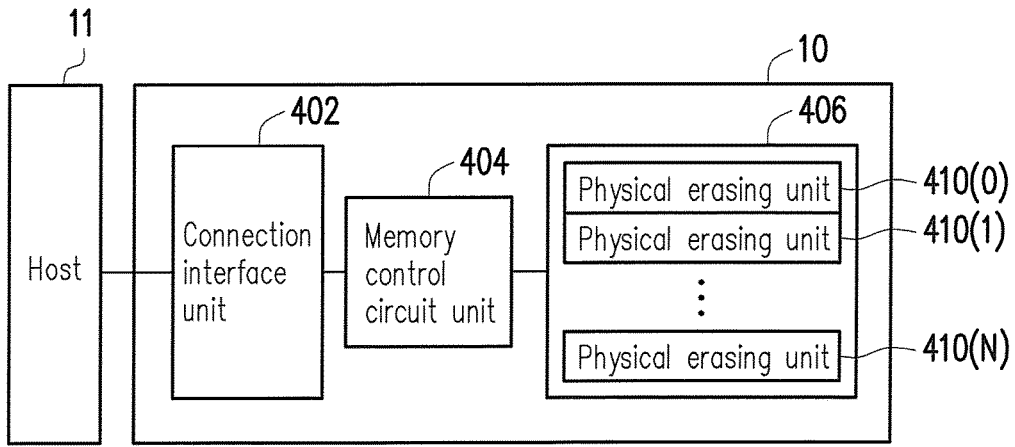 11
10
402
406
404
410(0)
Physical erasing unit
410(1)
Physical erasing unit
Connection
interface
unit
Memory
control
circuit unit
Host
410(N)
Physical erasing unit